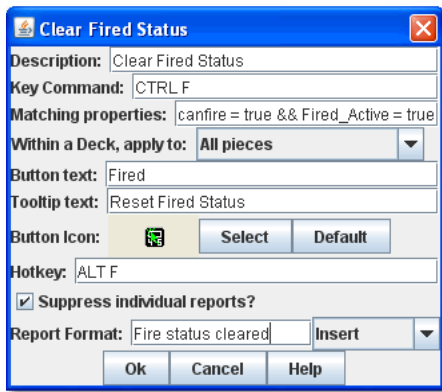 Clear Fired Status
Description: Clear Fired Status
Key Command: CTRL F
Matching properties: canfire = true && Fired_Active = true
Within a Deck, apply to: All pieces
Button text: Fired
Tooltip text: Reset Fired Status
Button Icon: Select Default
Hotkey: ALT F
Suppress individual reports?
Report Format: Fire status cleared Insert
Ok Cancel Help